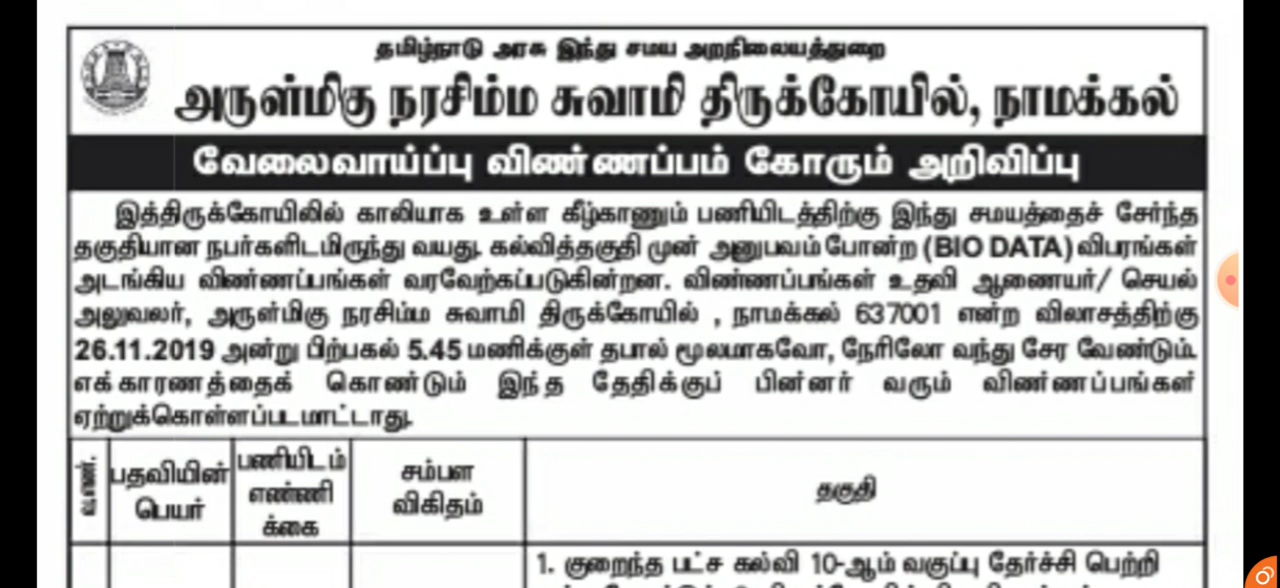 தமிழ்நாடு அரசு இந்து சமய அறநிலையத்துறை
அருள்மிகு நரசிம்ம சுவாமி திருக்கோயில், நாமக்கல்
வேலைவாய்ப்பு விண்ணப்பம் கோரும் அறிவிப்பு
இத்திருக்கோயிலில் காலியாக உள்ள கீழ்காணும் பணியிடத்திற்கு இந்து சமயத்தைச் சேர்ந்த
தகுதியான நபர்களிடமிருந்து வயது, கல்வித்தகுதி முன் அனுபவம் போன்ற (BIO DATA) விபரங்கள்
அடங்கிய விண்ணப்பங்கள் வரவேற்கப்படுகின்றன. விண்ணப்பங்கள் உதவி ஆணையர்/ செயல்
அலுவலர், அருள்மிகு நரசிம்ம சுவாமி திருக்கோயில் , நாமக்கல் 637001 என்ற விலாசத்திற்கு
26.11.2019 அன்று பிற்பகல் 5.45 மணிக்குள் தபால் மூலமாகவோ, நேரிலோ வந்து சேர வேண்டும்.
எக்காரணத்தைக் கொண்டும் இந்த தேதிக்குப் பின்னர் வரும் விண்ணப்பங்கள்
ஏற்றுக்கொள்ளப்படமாட்டாது.
வ.எண்.
பதவியின்
பெயர்
பணியிடம்
எண்ணி
க்கை
சம்பள
விகிதம்
தகுதி
1. குறைந்த பட்ச கல்வி 10-ஆம் வகுப்பு தேர்ச்சி பெற்றி